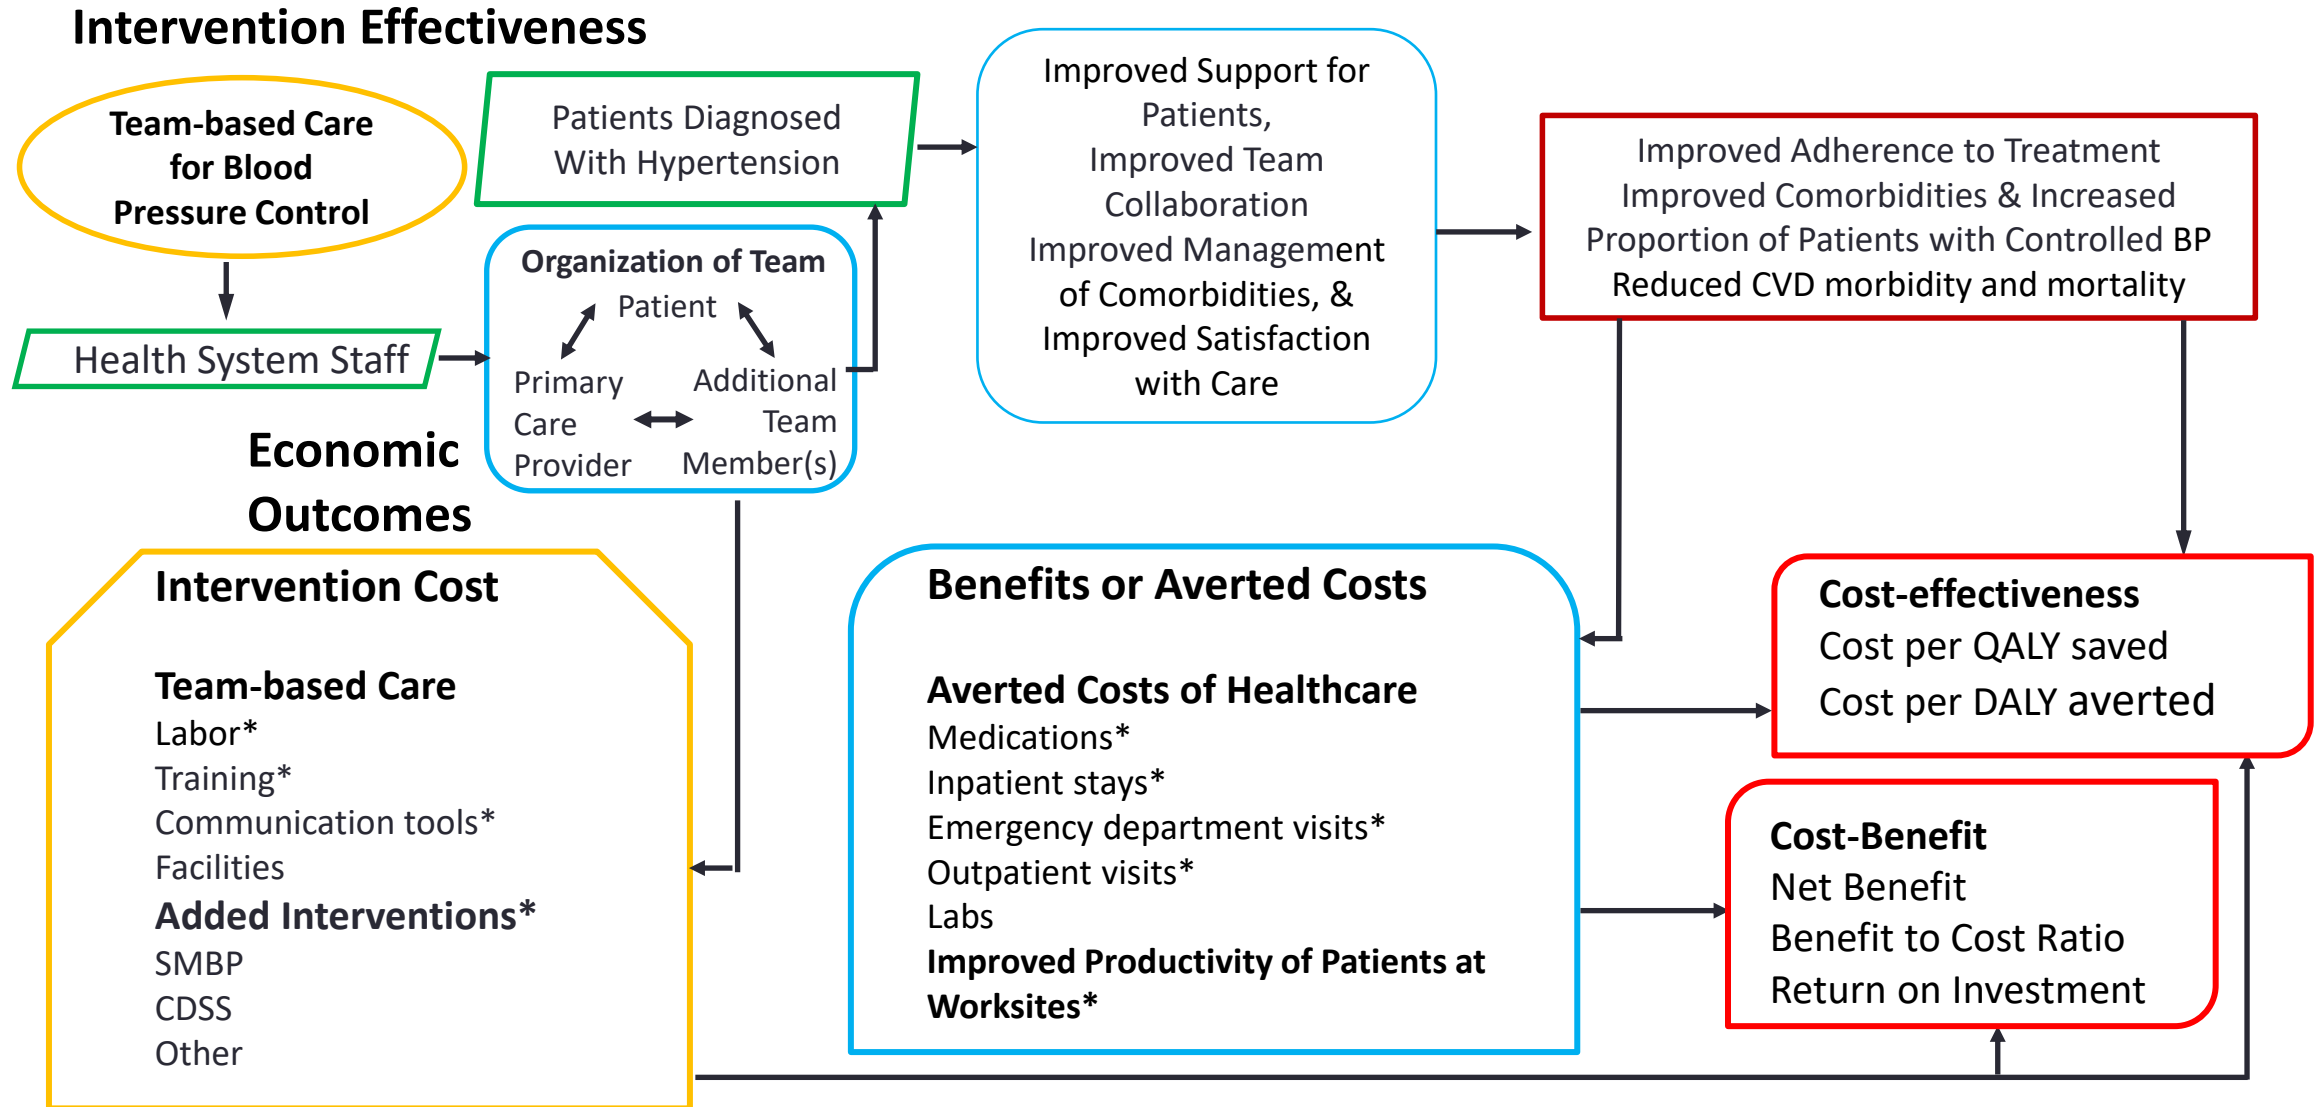 Intervention Effectiveness
Team-based Care
for Blood
Pressure Control
Health System Staff
Patients Diagnosed
With Hypertension
Organization of Team
Patient
Primary
Care
Provider
Additional
Team
Member(s)
Improved Support for
Patients,
Improved Team
Collaboration
Improved Management
of Comorbidities, &
Improved Satisfaction
with Care
Improved Adherence to Treatment
Improved Comorbidities & Increased
Proportion of Patients with Controlled BP
Reduced CVD morbidity and mortality
Economic
Outcomes
Intervention Cost
Team-based Care
Labor*
Training*
Communication tools*
Facilities
Added Interventions*
SMBP
CDSS
Other
Benefits or Averted Costs
Averted Costs of Healthcare
Medications*
Inpatient stays*
Emergency department visits*
Outpatient visits*
Labs
Improved Productivity of Patients at
Worksites*
Cost-effectiveness
Cost per QALY saved
Cost per DALY averted
Cost-Benefit
Net Benefit
Benefit to Cost Ratio
Return on Investment